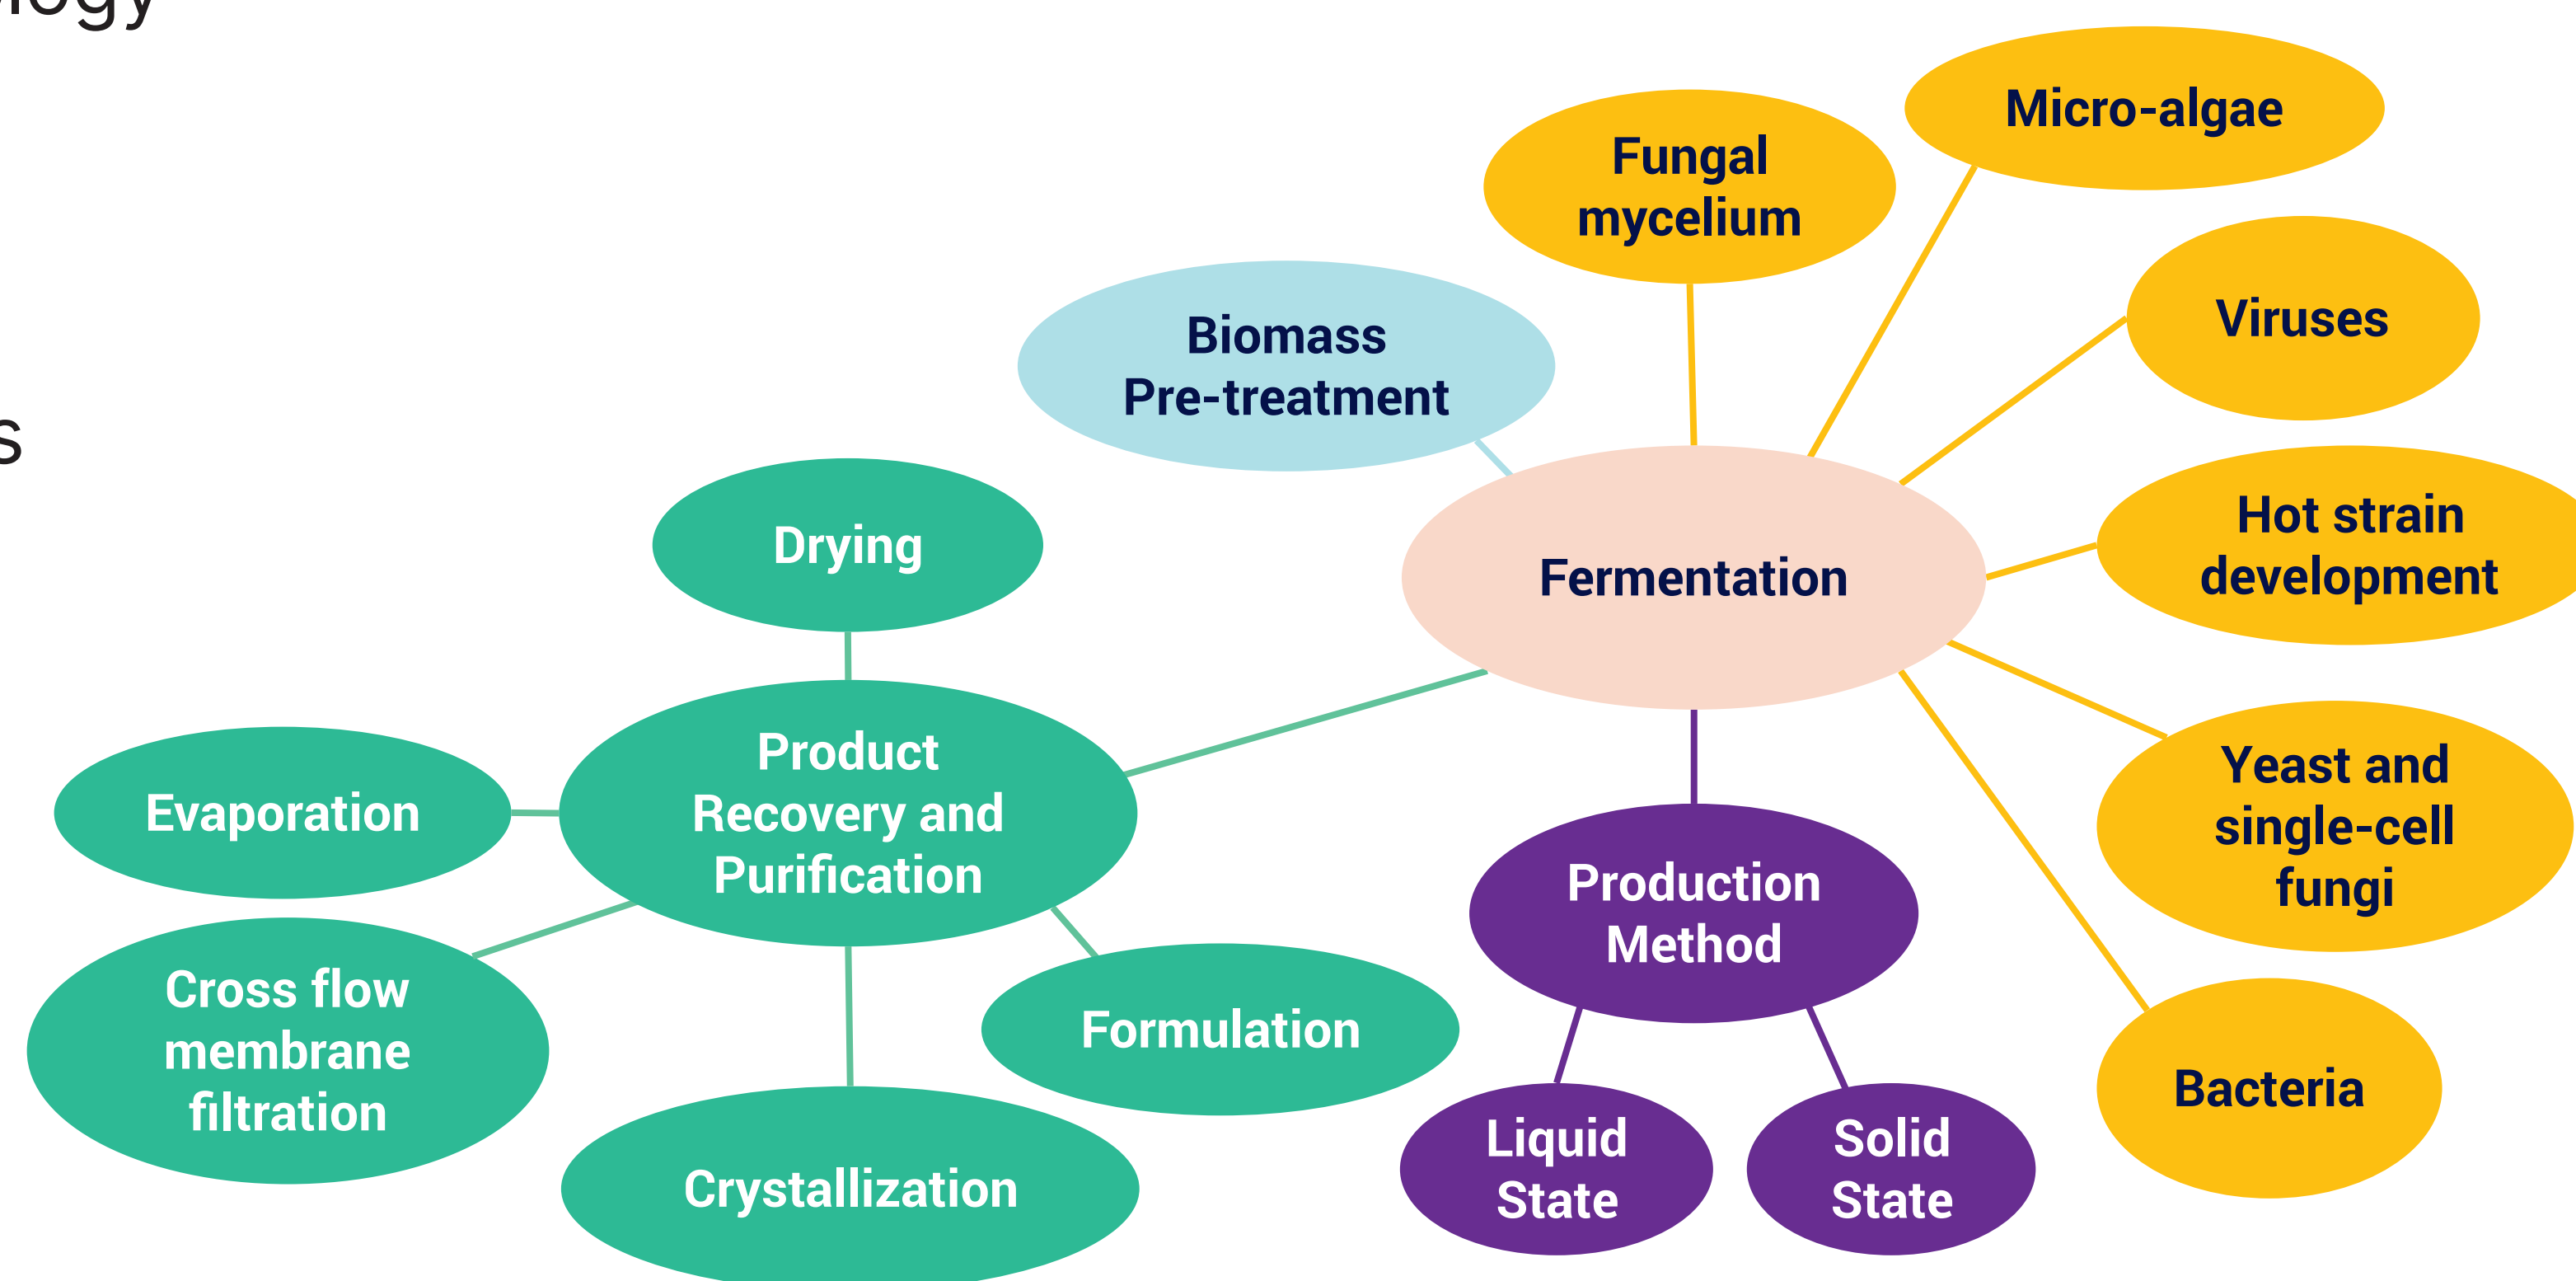 Micro-algae
Fungal
mycelium
Viruses
Biomass
Pre-treatment
Hot strain
development
Drying
Fermentation
Product
Recovery and
Purification
Evaporation
Yeast and
single-cell
fungi
Production
Method
Cross flow
membrane
filtration
Formulation
Bacteria
Liquid
State
Solid
State
Crystallization